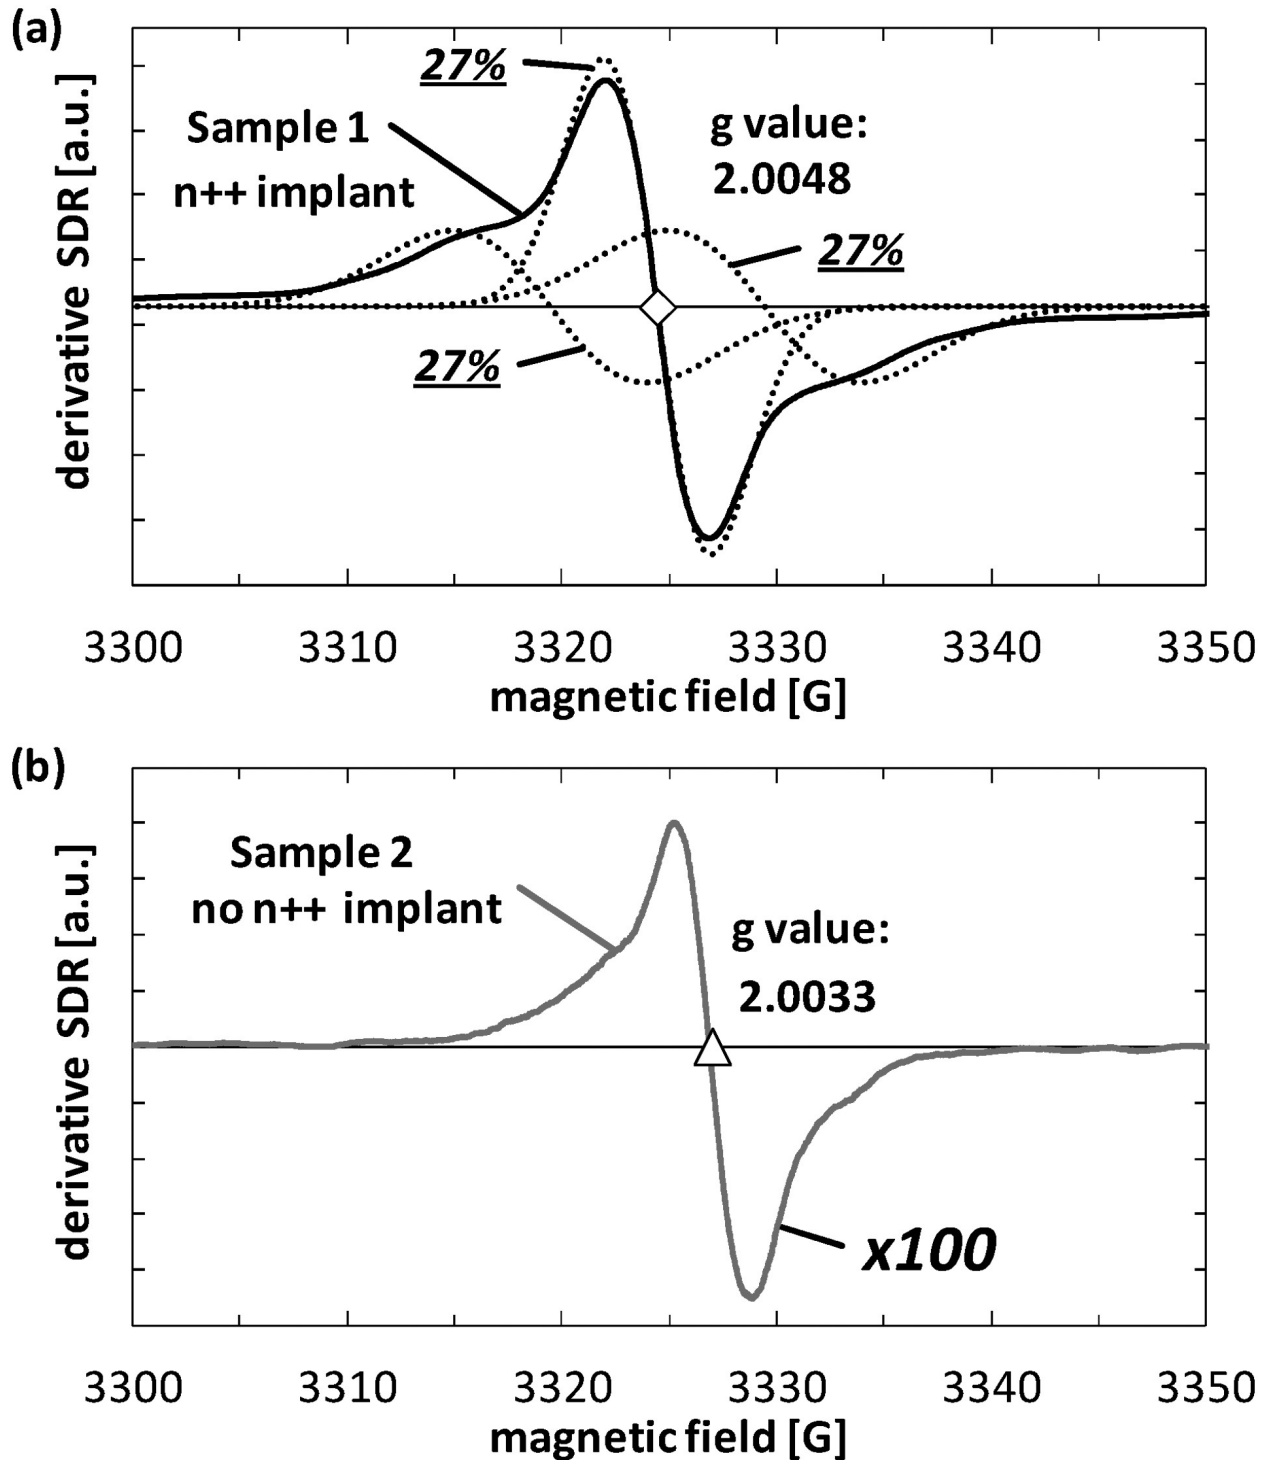 (a)
derivative SDR [a.u.]
27%
Sample 1
n++ implant
g value:
2.0048
27%
27%
3300 3310 3320 3330 3340 3350
magnetic field [G]
(b)
derivative SDR [a.u.]
Sample 2
no n++ implant
g value:
2.0033
x100
3300 3310 3320 3330 3340 3350
magnetic field [G]